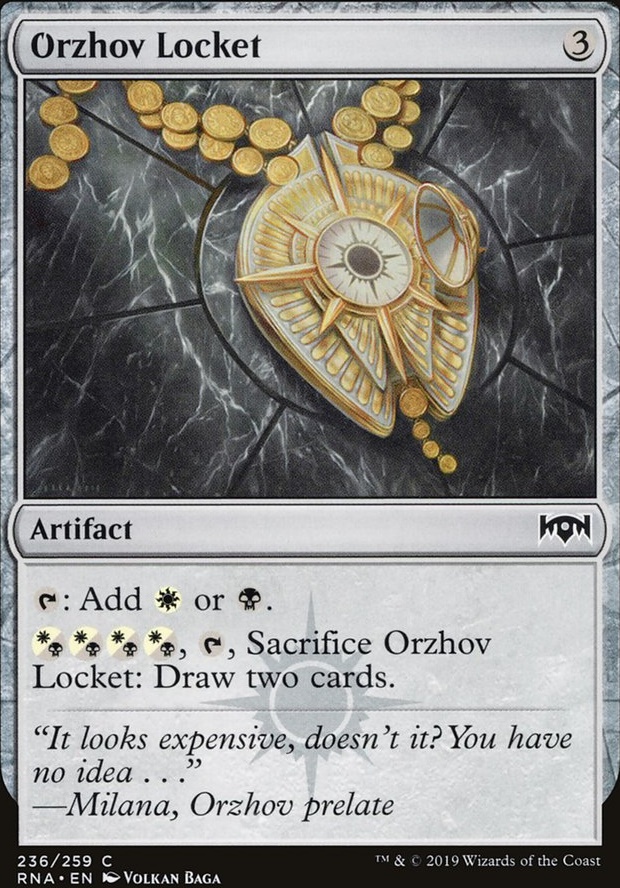 Orzhov Locket 3
Artifact
: Add or .
, , Sacrifice Orzhov
Locket: Draw two cards.
“It looks expensive, doesn’t it? You have
no idea . . .”
—Milana, Orzhov prelate
236/259 C
RNA • EN Volkan Baga
™ & © 2019 Wizards of the Coast